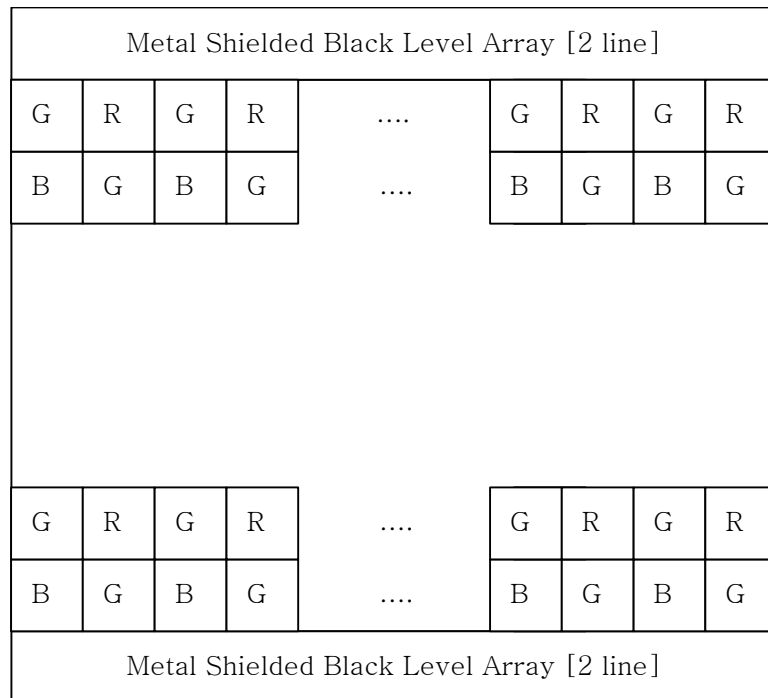 Metal Shielded Black Level Array [2 line]
G R G R .... G R G R
B G B G .... B G B G
G R G R .... G R G R
B G B G .... B G B G
Metal Shielded Black Level Array [2 line]